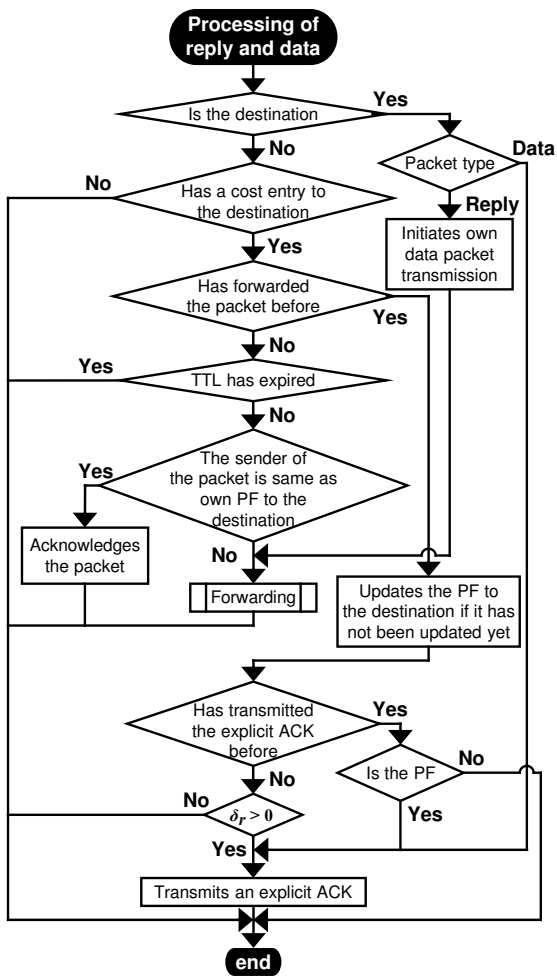 Processing of
reply and data
Is the destination
Yes
No
Packet type
Data
Reply
Has a cost entry to
the destination
No
Yes
Initiates own
data packet
transmission
Has forwarded
the packet before
Yes
No
TTL has expired
Yes
No
The sender of
the packet is same as
own PF to the
destination
Yes
No
Acknowledges
the packet
Forwarding
Updates the PF to
the destination if it has
not been updated yet
Has transmitted
the explicit ACK
before
Yes
No
Is the PF
No
Yes
δr > 0
No
Yes
Transmits an explicit ACK
end